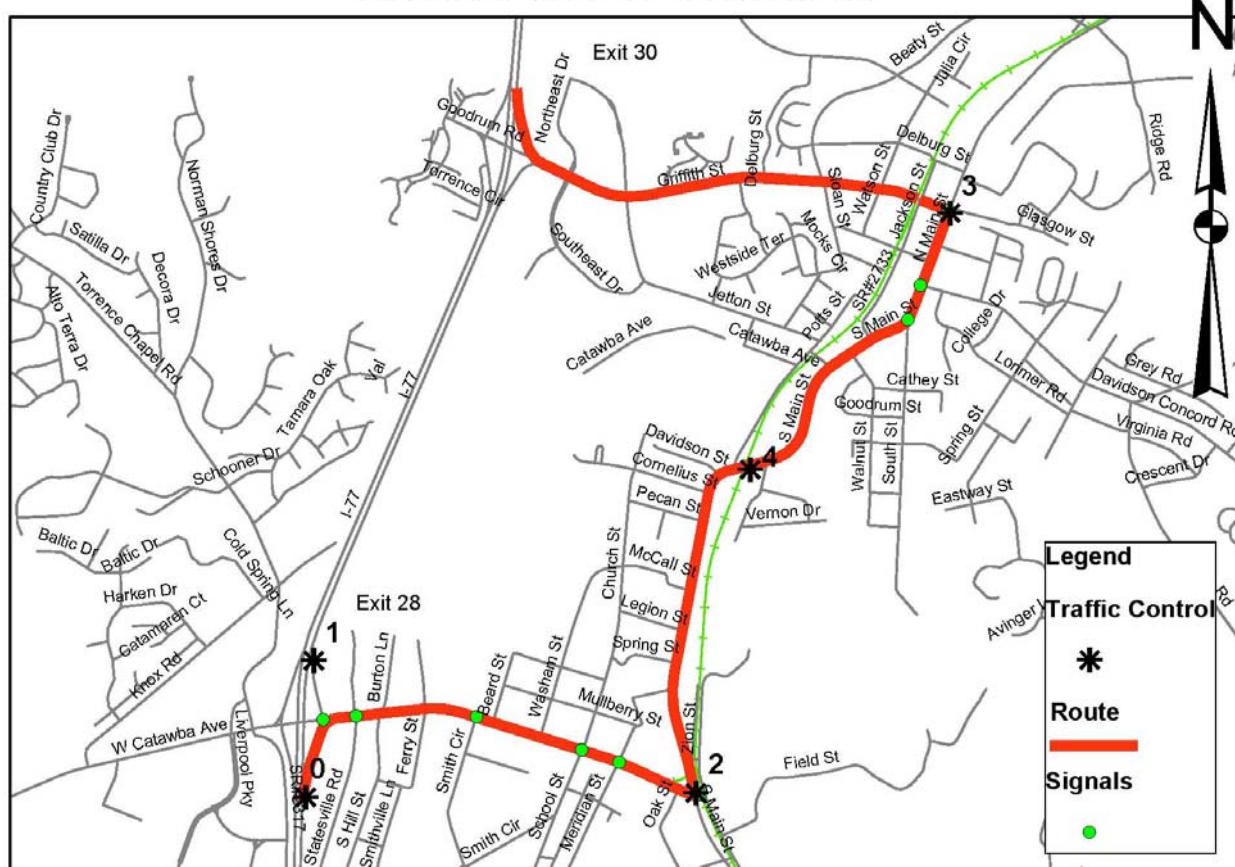 N
Exit 30
Beaty St
Julia Cir
Northeast Dr
Goodrum Rd
Country Club Dr
Norman Shores Dr
Torrence Cir
Griffith St
Delburg St
Sloan St
Watson St
Delburg St
Jackson St
Ridge Rd
3
N Main St
Glasgow St
Satilla Dr
Decora Dr
Alto Terra Dr
Torrence Chapel Rd
Southeast Dr
Westside Ter
Mocks Cir
SR#2733
Jetton St
Potts St
S Main St
College Dr
Catawba Ave
Catawba Ave
Lorimer Rd
Grey Rd
Davidson Concord Rd
Cathey St
Goodrum St
Virginia Rd
Crescent Dr
Tamara Oak
Val
I-77
Schooner Dr
I-77
S Main St
Davidson St
Cornelius St
4
Pecan St
Walnut St
South St
Spring St
Vernon Dr
Eastway St
Baltic Dr
Baltic Dr
Cold Spring Ln
McCall St
Church St
Harken Dr
Catamaren Ct
Knox Rd
Exit 28
Legion St
Spring St
Avinger
Rd
1
Burton Ln
Beard St
Washam St
Mullberry St
W Catawba Ave
Liverpool Pky
0
Statesville Rd
S Hill St
Smithville Ln
Ferry St
Smith Cir
Smith Cir
School St
Meridian St
Oak St
Zion St
2
S Main St
Field St
Legend
Traffic Control
Route
Signals